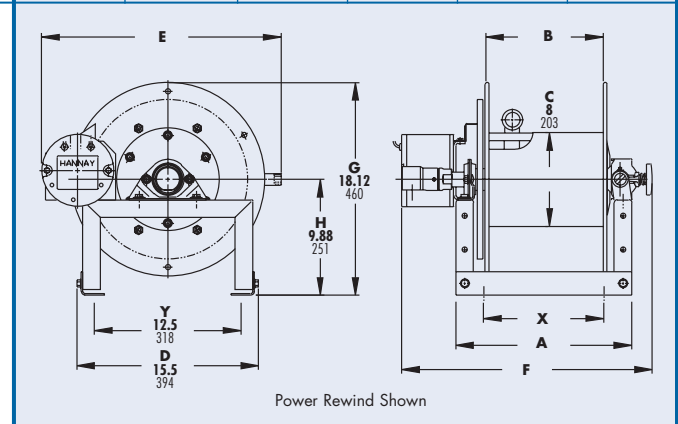 E
B
C
8
203
HANNAY
G
18.12
460
H
9.88
251
Y
12.5
318
X
D
15.5
394
A
F
Power Rewind Shown